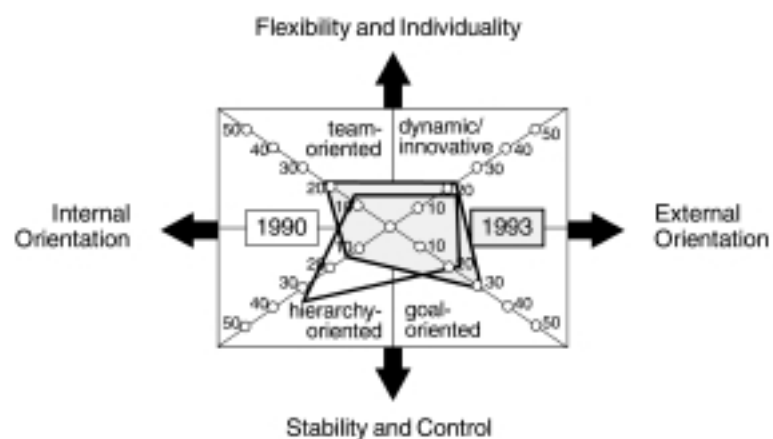 Flexibility and Individuality
50 team- dynamic/ 50
40 oriented innovative 40
30 30
20 20
10 10
Internal Orientation
1990
1993
External Orientation
10 10
20 20
30 30
40 hierarchy- goal- 40
50 oriented oriented 50
Stability and Control